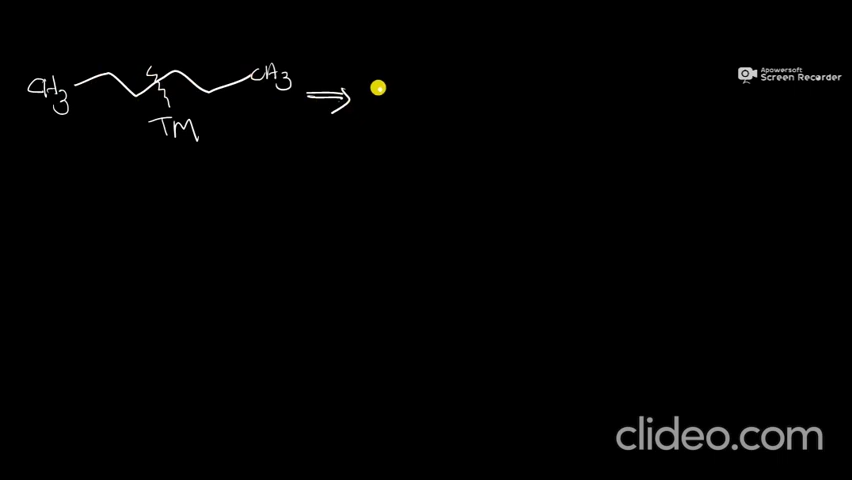 CH3 CH3
TM
Apowersoft
Screen Recorder
clideo.com